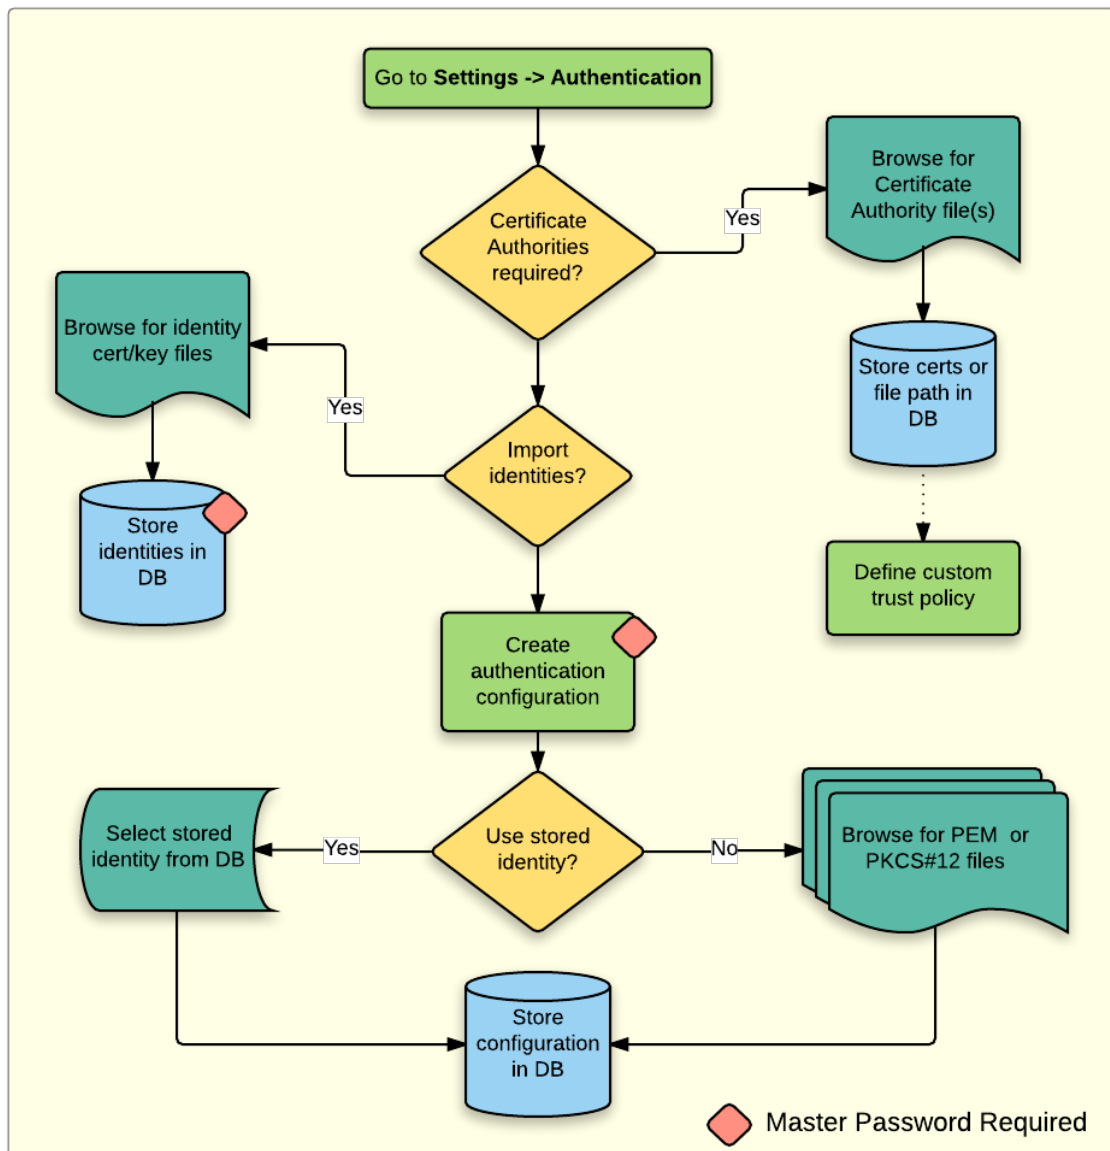 Go to Settings -> Authentication
Certificate
Authorities
required?
Yes
Browse for
Certificate
Authority file(s)
Store certs or
file path in
DB
Define custom
trust policy
Import
identities?
Yes
Browse for identity
cert/key files
Store
identities in
DB
Create
authentication
configuration
Use stored
identity?
Yes
Select stored
identity from DB
No
Browse for PEM or
PKCS#12 files
Store
configuration
in DB
Master Password Required